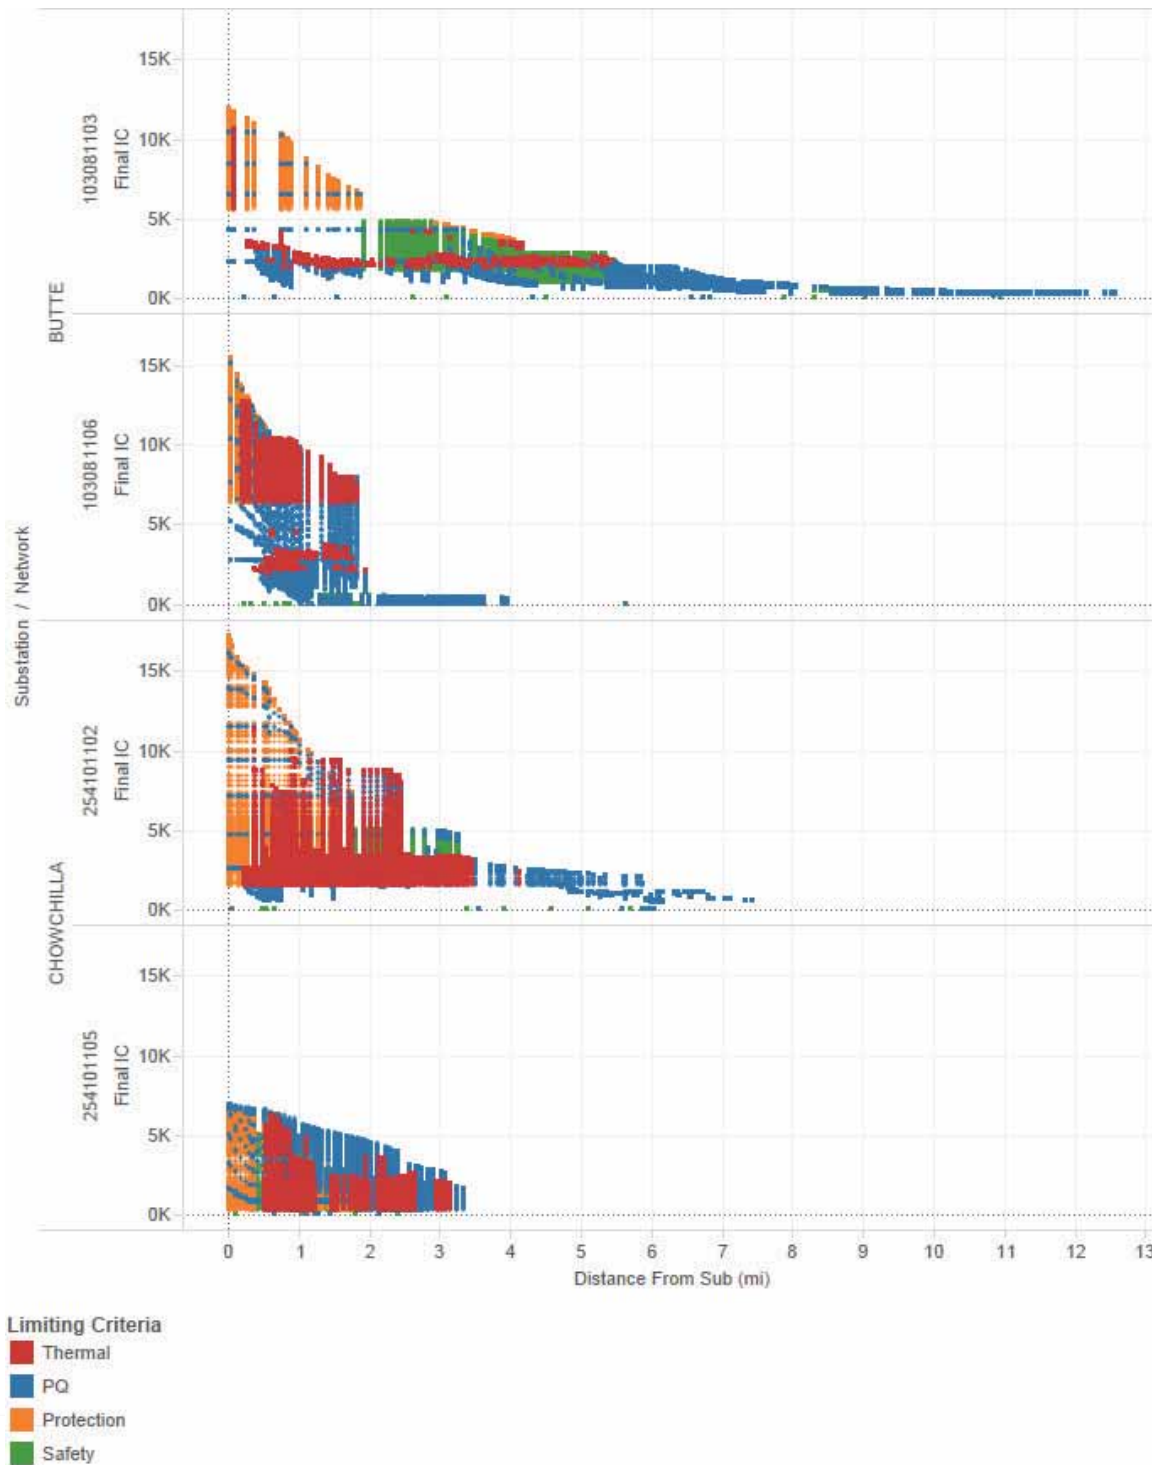 Substation / Network
BUTTE
103081103
Final IC
15K
10K
5K
0K
103081106
Final IC
15K
10K
5K
0K
CHOWCHILLA
254101102
Final IC
15K
10K
5K
0K
254101105
Final IC
15K
10K
5K
0K
0 1 2 3 4 5 6 7 8 9 10 11 12 13
Distance From Sub (mi)
Limiting Criteria
Thermal
PQ
Protection
Safety